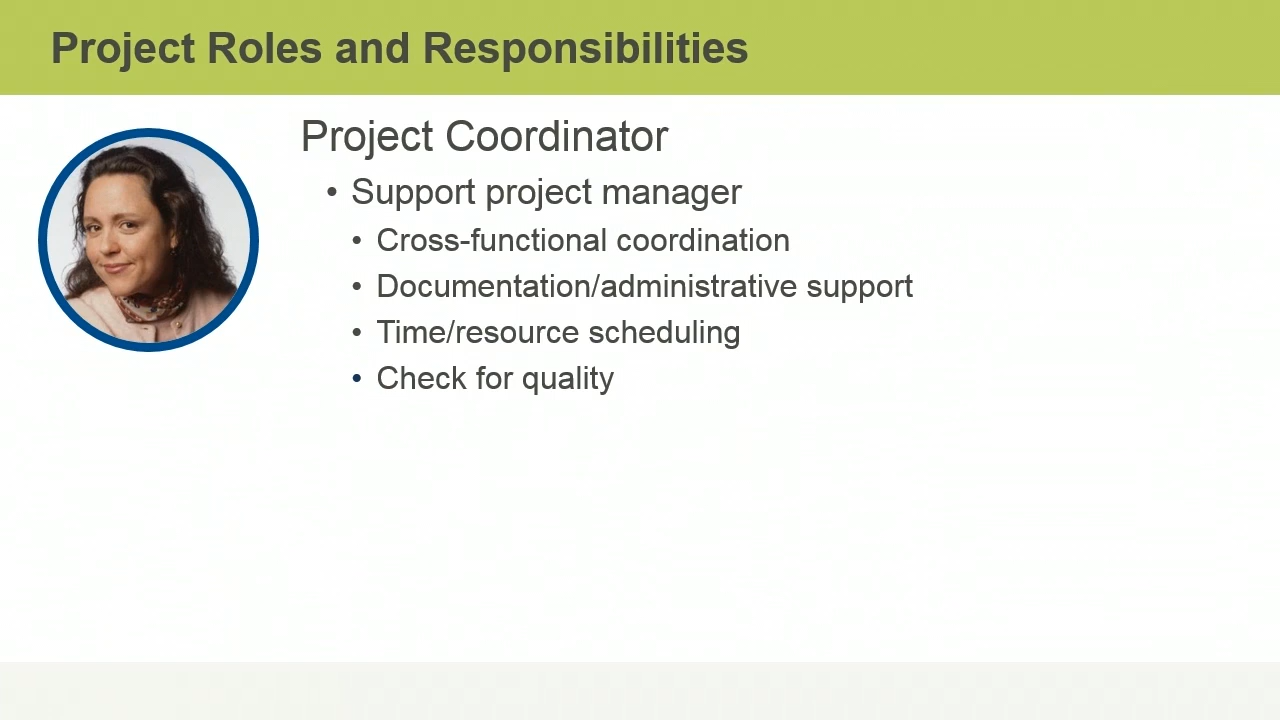 Project Roles and Responsibilities
Project Coordinator
• Support project manager
• Cross-functional coordination
• Documentation/administrative support
• Time/resource scheduling
• Check for quality